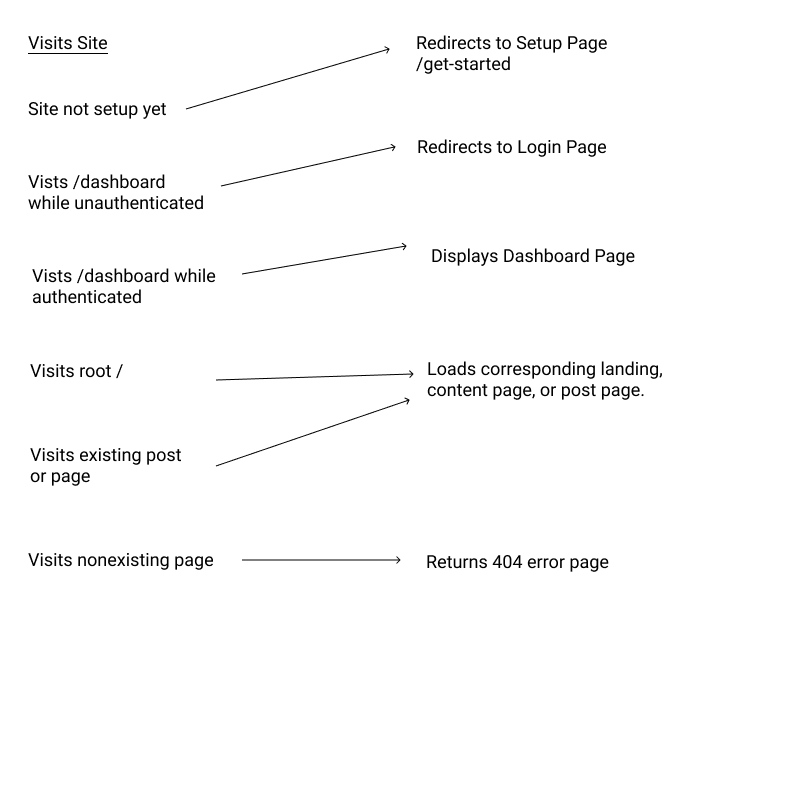 Visits Site
Redirects to Setup Page
/get-started
Site not setup yet
Redirects to Login Page
Vists /dashboard
while unauthenticated
Displays Dashboard Page
Vists /dashboard while
authenticated
Visits root /
Loads corresponding landing,
content page, or post page.
Visits existing post
or page
Visits nonexisting page
Returns 404 error page